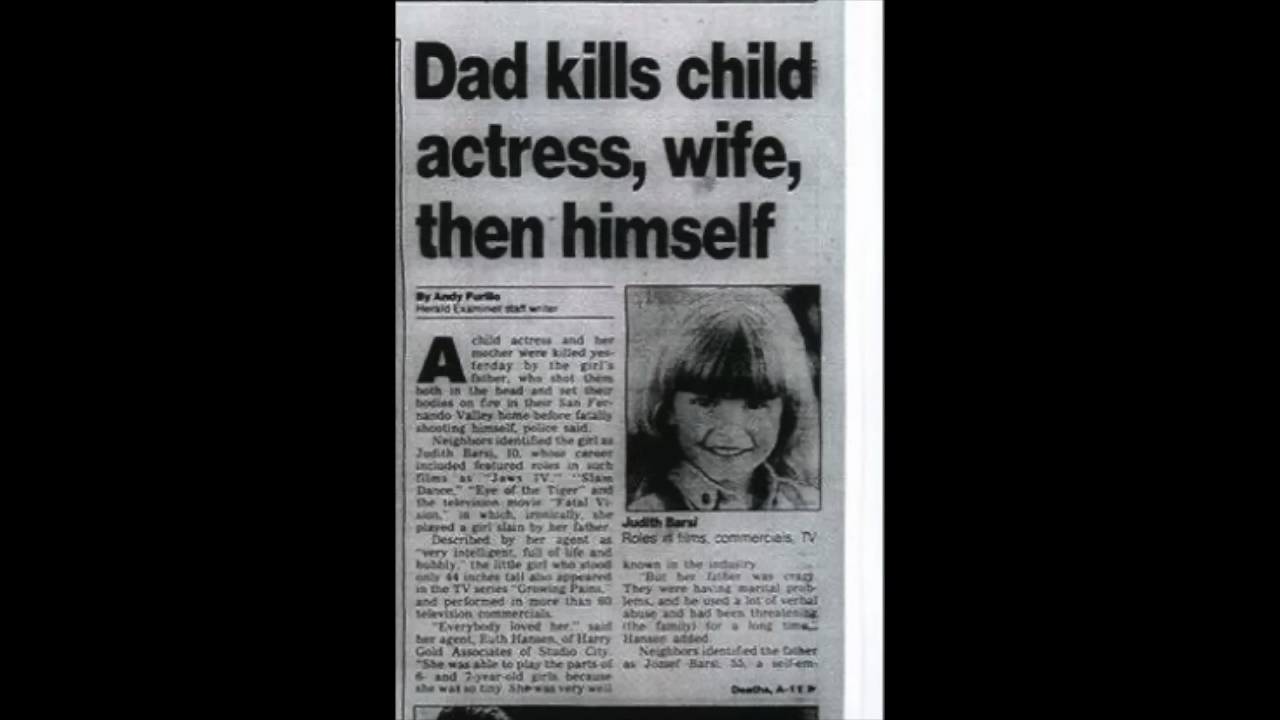 Dad kills child
actress, wife,
then himself
By Andy Furillo
Herald Examiner staff writer
A child actress and her
mother were killed yes-
terday by the girl's
father, who shot them
both in the head and set their
bodies on fire in their San Fer-
nando Valley home before fatally
shooting himself, police said.
Neighbors identified the girl as
Judith Barsi, 10, whose career
included featured roles in such
films as "Jaws IV," "Slam
Dance," "Eye of the Tiger" and
the television movie "Fatal Vi-
sion," in which, ironically, she
played a girl slain by her father.
Described by her agent as
"very intelligent, full of life and
bubbly," the little girl who stood
only 44 inches tall also appeared
in the TV series "Growing Pains,"
and performed in more than 60
television commercials.
"Everybody loved her," said
her agent, Ruth Hansen, of Harry
Gold Associates of Studio City.
"She was able to play the parts of
6- and 7-year-old girls because
she was so tiny. She was very well
Judith Barsi
Roles in films, commercials, TV
known in the industry.
"But her father was crazy.
They were having marital prob-
lems, and he used a lot of verbal
abuse and had been threatening
(the family) for a long time,"
Hansen added.
Neighbors identified the father
as Jozsef Barsi, 55, a self-em-
Deaths, A-11